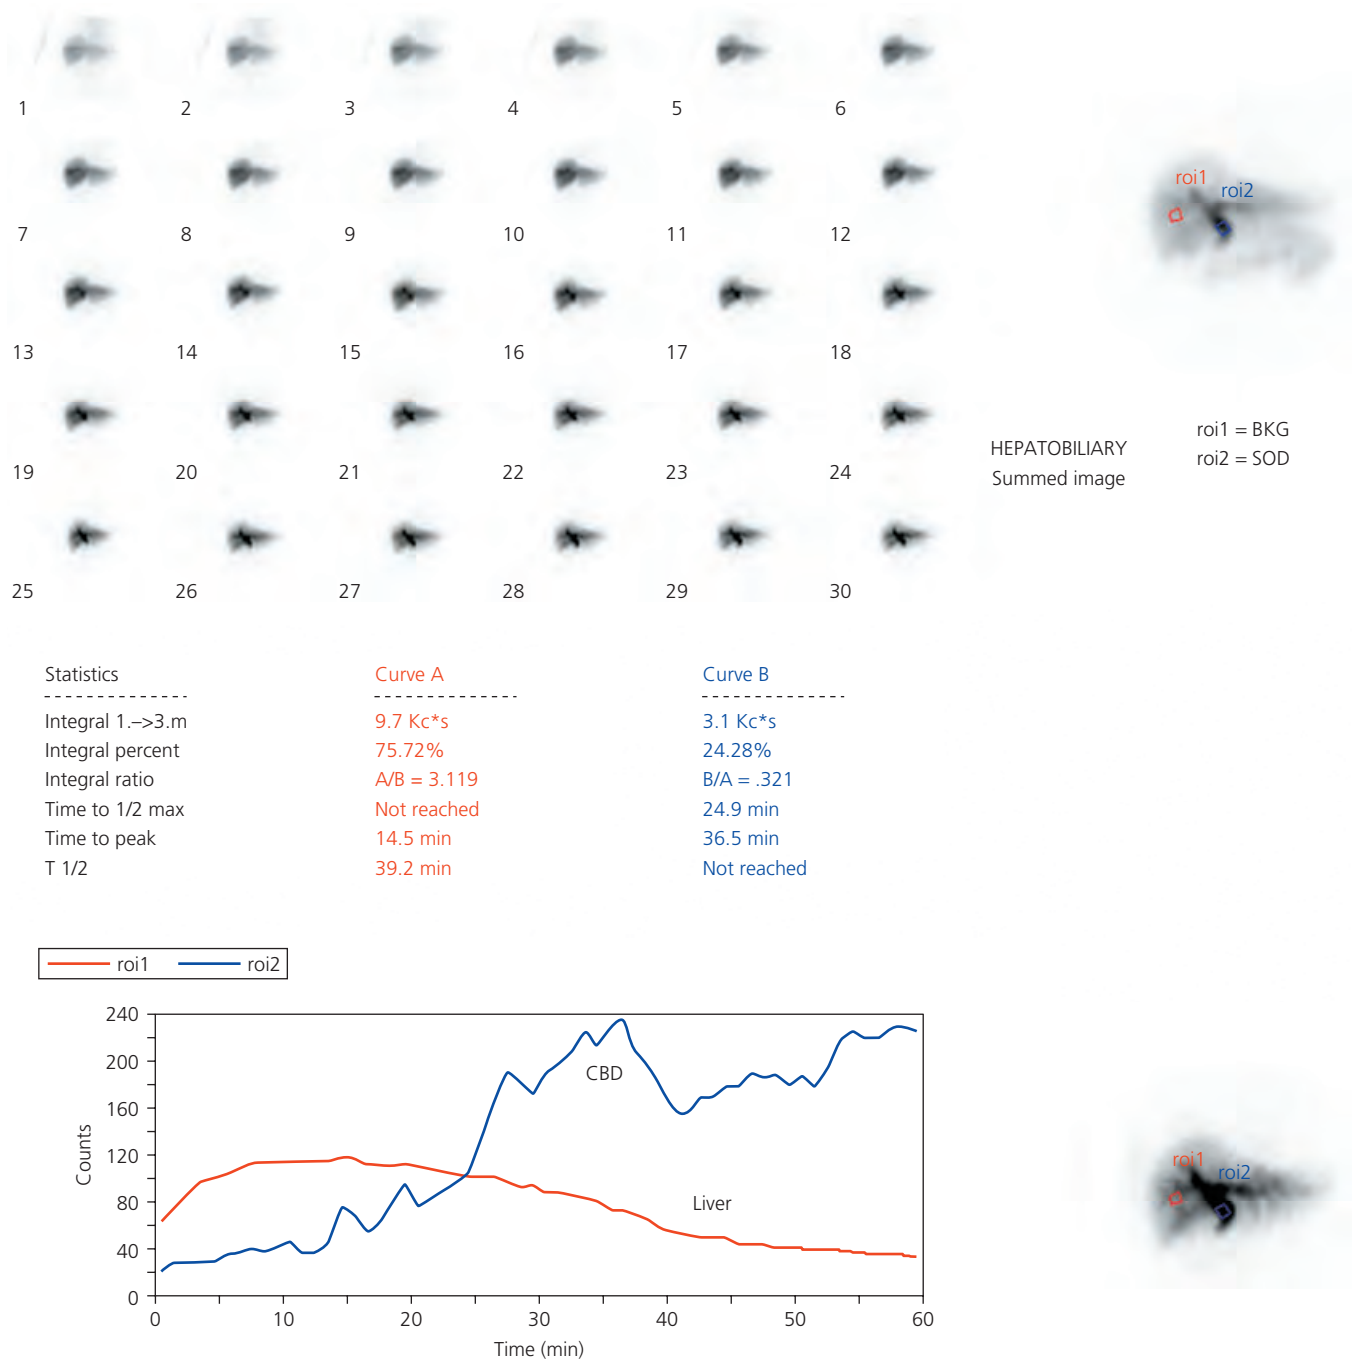 1 2 3 4 5 6
7 8 9 10 11 12
13 14 15 16 17 18
19 20 21 22 23 24
25 26 27 28 29 30
roi1
roi2
HEPATOBILIARY
Summed image
roi1 = BKG
roi2 = SOD
Statistics Curve A Curve B
Integral 1.–>3.m 9.7 Kc*s 3.1 Kc*s
Integral percent 75.72% 24.28%
Integral ratio A/B = 3.119 B/A = .321
Time to 1/2 max Not reached 24.9 min
Time to peak 14.5 min 36.5 min
T 1/2 39.2 min Not reached
roi1 roi2
240
200
160
120
80
40
0
Counts
CBD
Liver
0 10 20 30 40 50 60
Time (min)
roi1
roi2